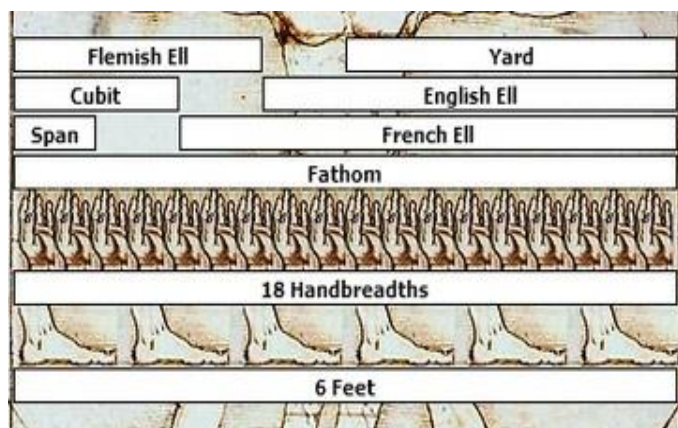 Flemish Ell Yard
Cubit English Ell
Span French Ell
Fathom
18 Handbreadths
6 Feet